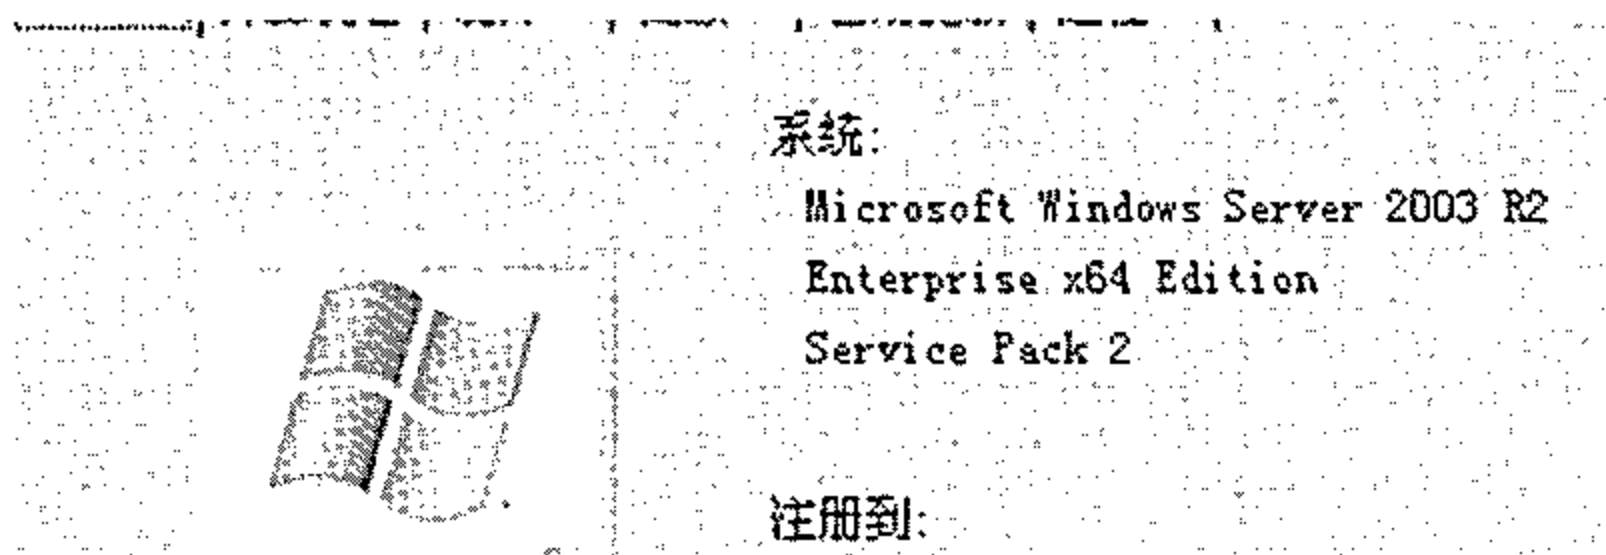 系统:
Microsoft Windows Server 2003 R2
Enterprise x64 Edition
Service Pack 2
注册到: